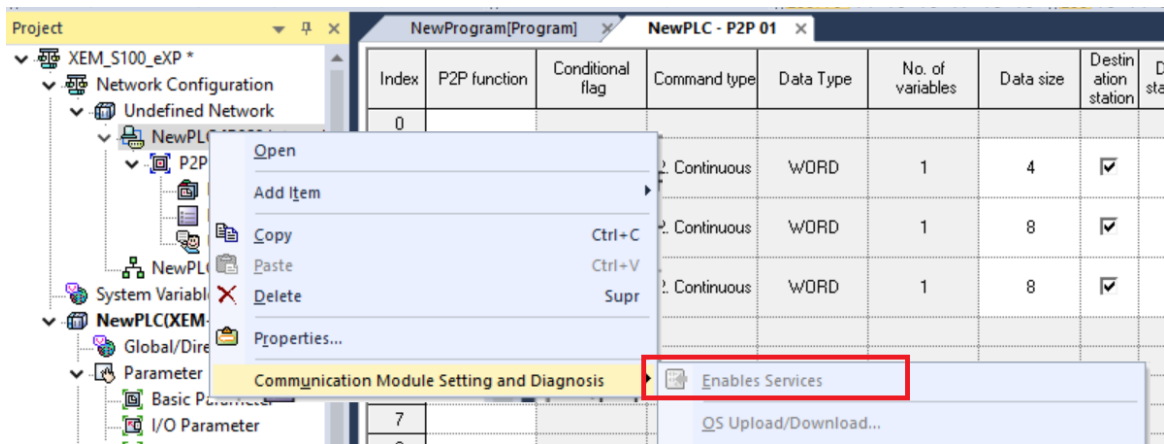 Project
NewProgram[Program]
NewPLC - P2P 01
XEM_S100_eXP *
Network Configuration
Undefined Network
NewPL
P2P
NewPL
System Variabl
NewPLC(XEM-
Global/Dire
Parameter
Basic Parameter
I/O Parameter
Index
P2P function
Conditional
flag
Command type
Data Type
No. of
variables
Data size
Destin
ation
station
D
sta
0
2. Continuous WORD 1 4
2. Continuous WORD 1 8
2. Continuous WORD 1 8
7
Open
Add Item
Copy Ctrl+C
Paste Ctrl+V
Delete Supr
Properties...
Communication Module Setting and Diagnosis
Enables Services
OS Upload/Download...